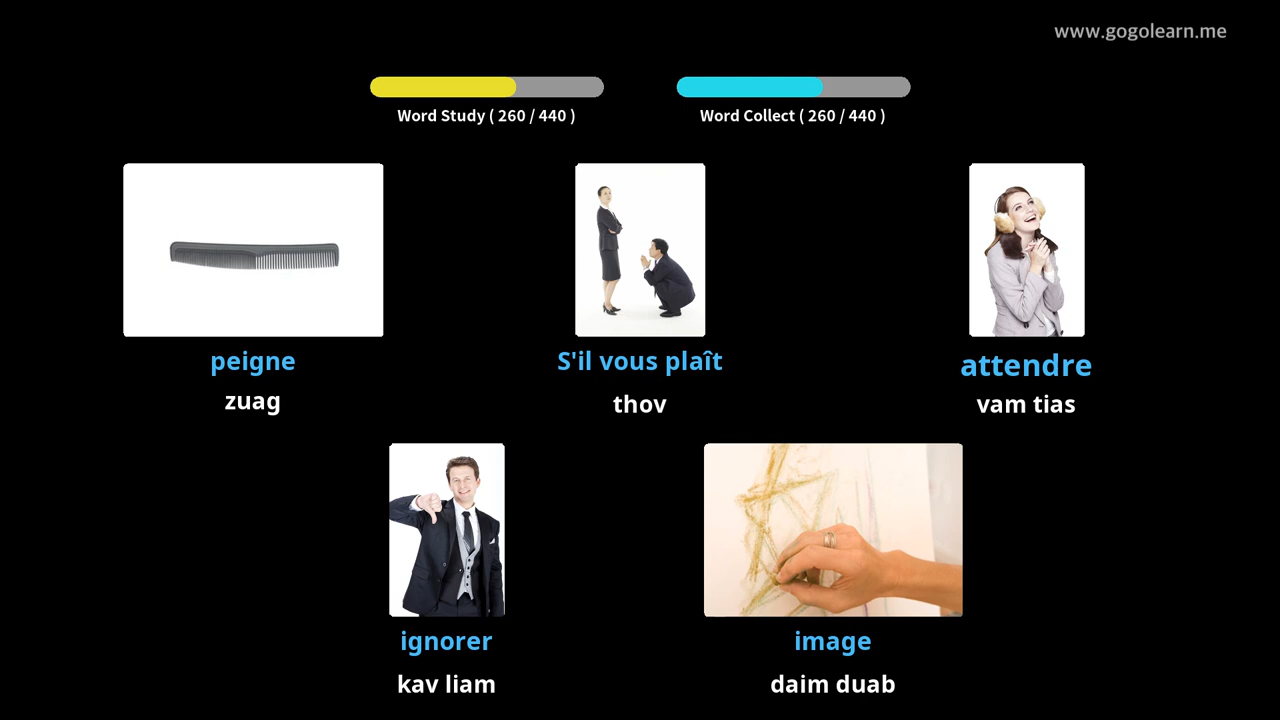 www.gogolearn.me
Word Study ( 260 / 440 )
Word Collect ( 260 / 440 )
peigne
S'il vous plaît
attendre
zuag
thov
vam tias
ignorer
image
kav liam
daim duab